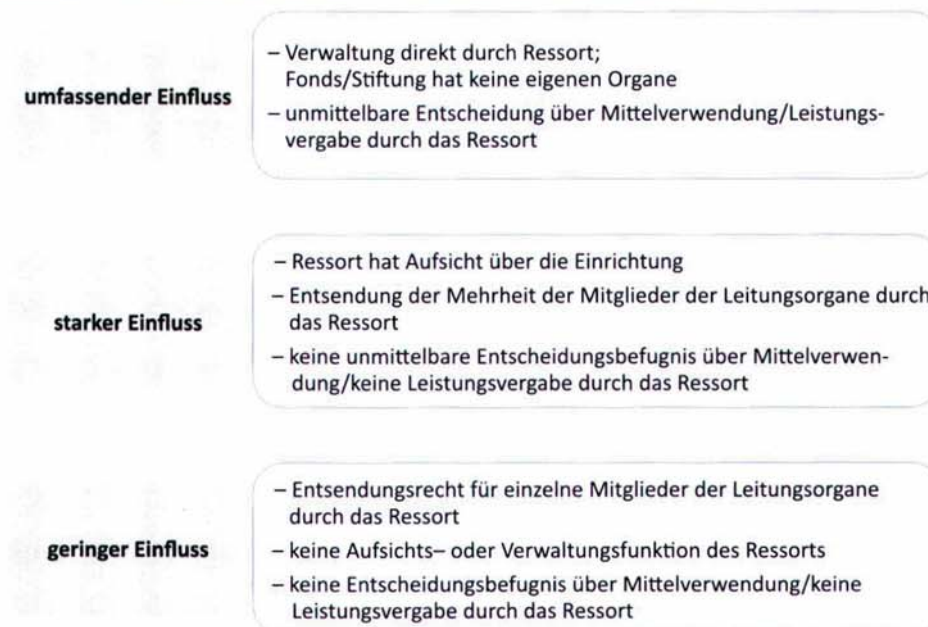 umfassender Einfluss
– Verwaltung direkt durch Ressort;
Fonds/Stiftung hat keine eigenen Organe
– unmittelbare Entscheidung über Mittelverwendung/Leistungs-
vergabe durch das Ressort
starker Einfluss
– Ressort hat Aufsicht über die Einrichtung
– Entsendung der Mehrheit der Mitglieder der Leitungsorgane durch
das Ressort
– keine unmittelbare Entscheidungsbefugnis über Mittelverwen-
dung/keine Leistungsvergabe durch das Ressort
geringer Einfluss
– Entsendungsrecht für einzelne Mitglieder der Leitungsorgane
durch das Ressort
– keine Aufsichts– oder Verwaltungsfunktion des Ressorts
– keine Entscheidungsbefugnis über Mittelverwendung/keine
Leistungsvergabe durch das Ressort